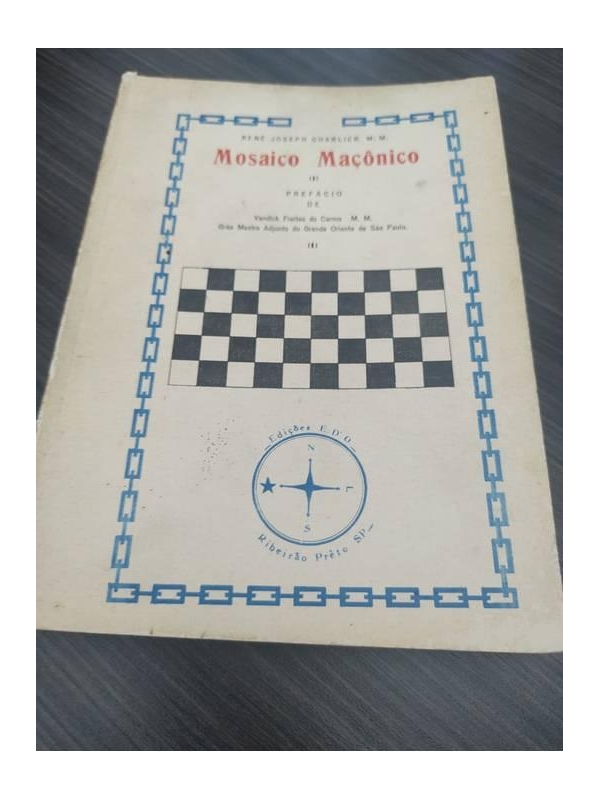 RENÉ JOSEPH CHARLIER M. M.
Mosaico Maçônico
PREFÁCIO
DE
Vandick Freitas do Carmo M. M.
Grão Mestre Adjunto do Grande Oriente de São Paulo.
Edições E.D'O
N
L
S
Ribeirão Prêto SP